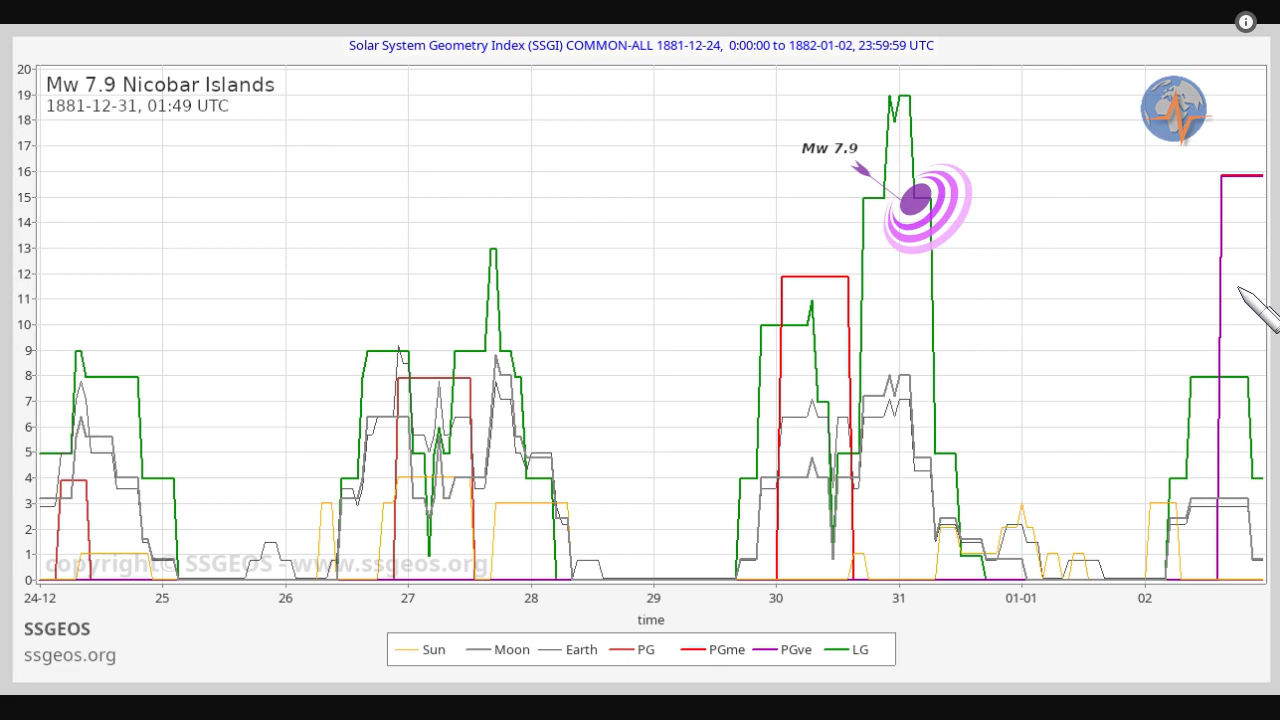 Solar System Geometry Index (SSGI) COMMON-ALL 1881-12-24, 0:00:00 to 1882-01-02, 23:59:59 UTC
Mw 7.9 Nicobar Islands
1881-12-31, 01:49 UTC
Mw 7.9
20
19
18
17
16
15
14
13
12
11
10
9
8
7
6
5
4
3
2
1
0
copyright© SSGEOS - www.ssgeos.org
24-12 25 26 27 28 29 30 31 01-01 02
time
SSGEOS
ssgeos.org
Sun Moon Earth PG PGme PGve LG